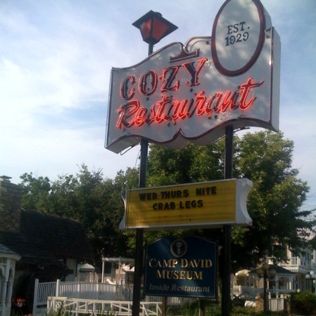 EST.
1929
COZY
Restaurant
WED-THURS NITE
CRAB LEGS
CAMP DAVID
MUSEUM
Inside Restaurant